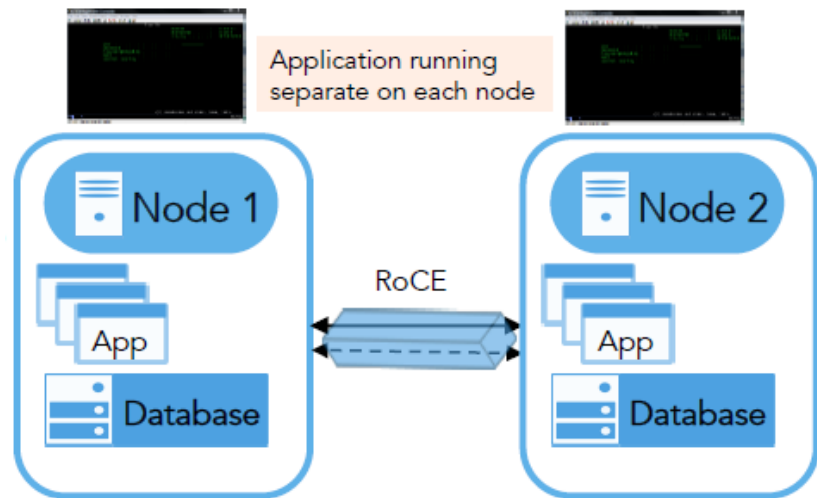 Application running
separate on each node
Node 1
Node 2
RoCE
App
App
Database
Database